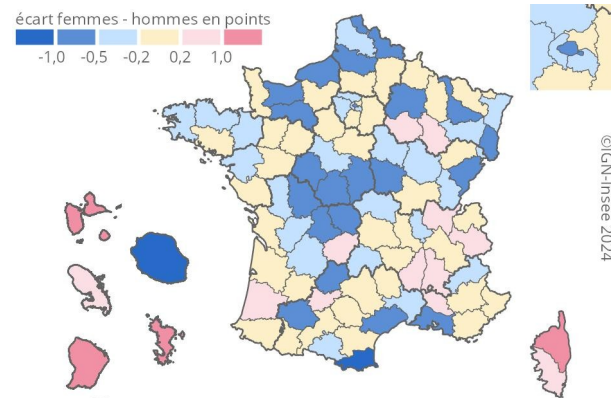 écart femmes - hommes en points
-1,0 -0,5 -0,2 0,2 1,0
©IGN-Insee 2024